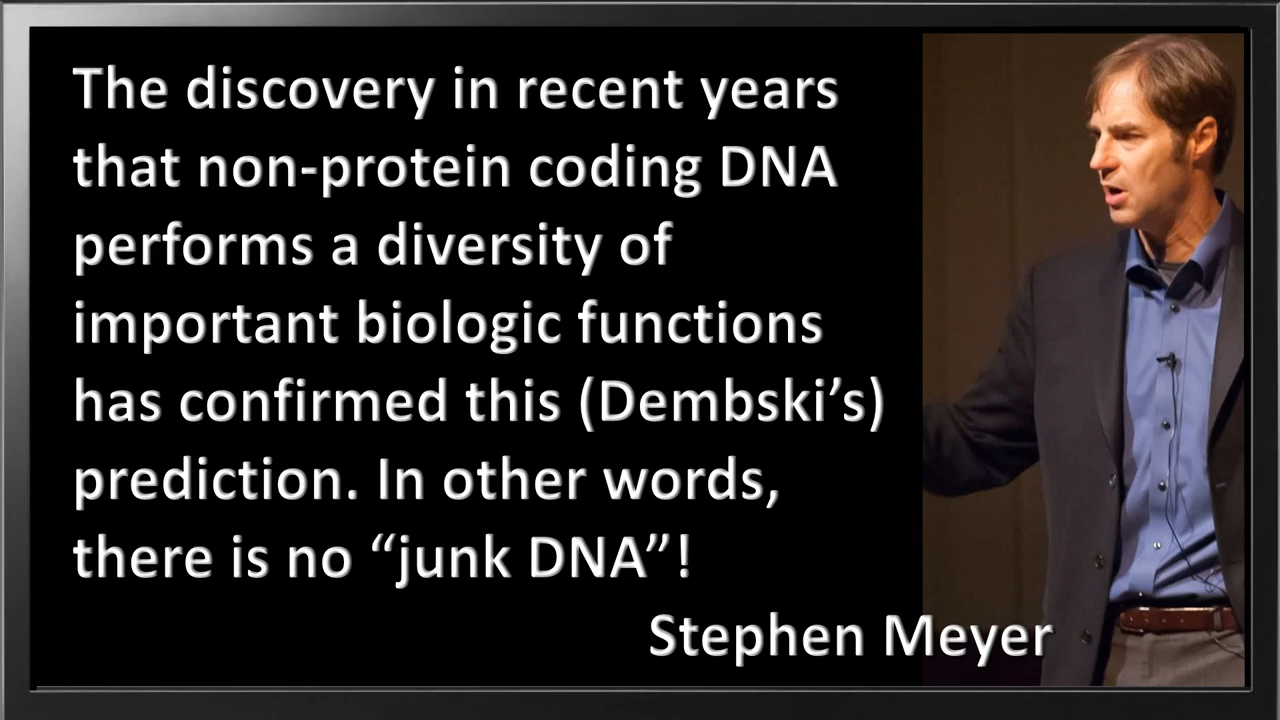 The discovery in recent years
that non-protein coding DNA
performs a diversity of
important biologic functions
has confirmed this (Dembski’s)
prediction. In other words,
there is no “junk DNA”!
Stephen Meyer